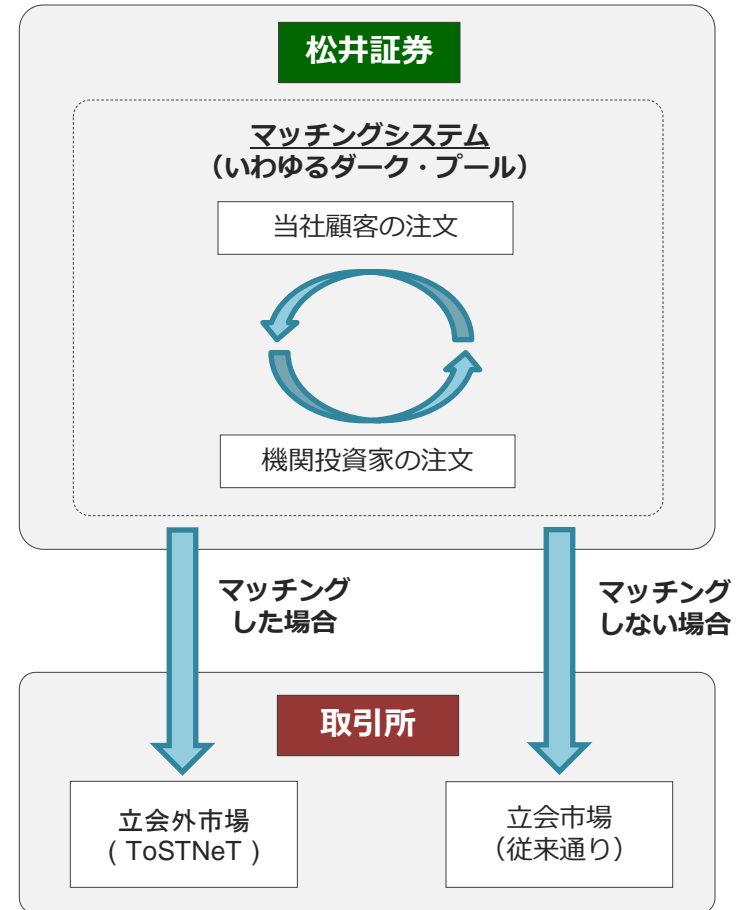 松井証券
マッチングシステム
（いわゆるダーク・プール）
当社顧客の注文
機関投資家の注文
マッチング
した場合
マッチング
しない場合
取引所
立会外市場
( ToSTNeT )
立会市場
（従来通り）